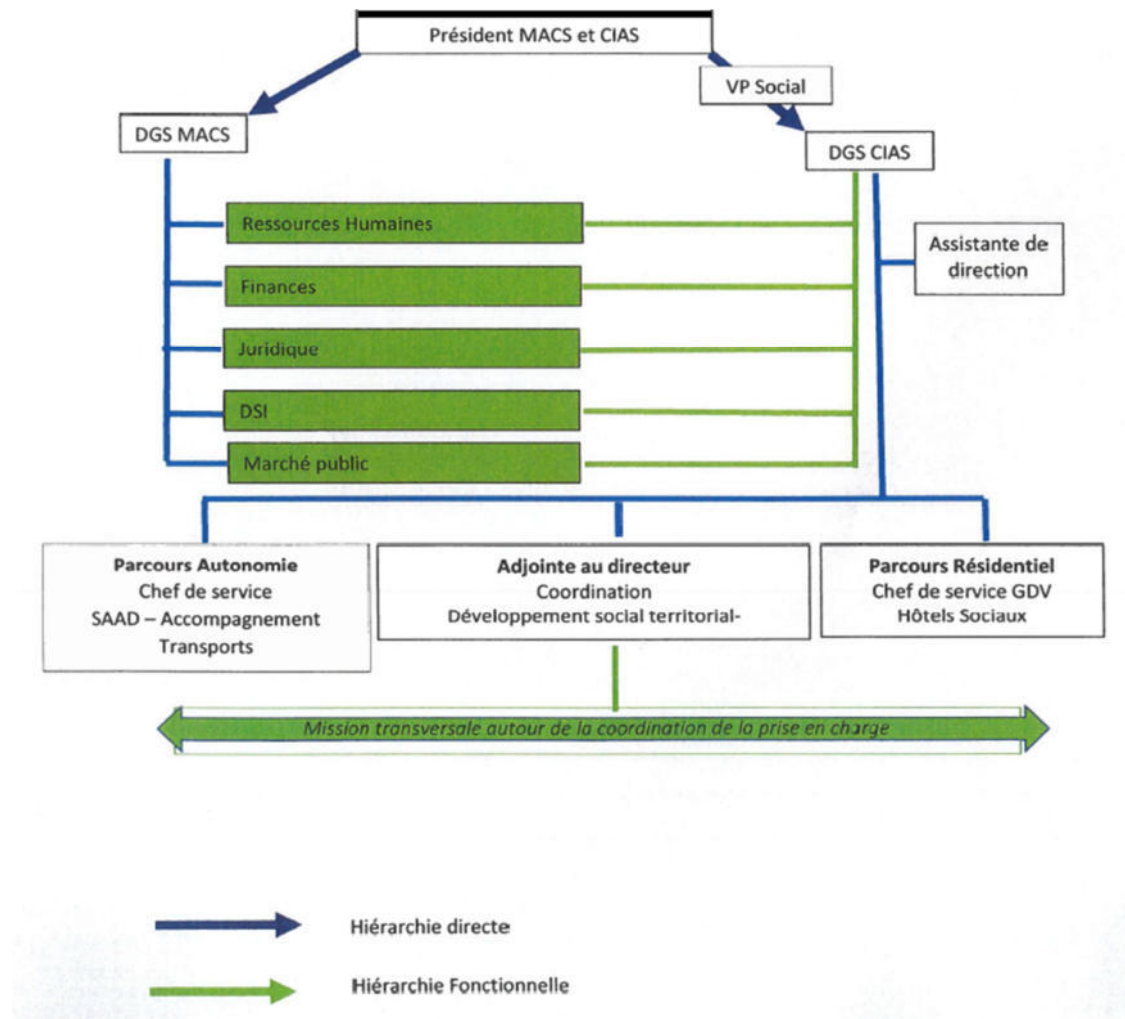 Président MACS et CIAS
VP Social
DGS MACS
DGS CIAS
Ressources Humaines
Assistante de
direction
Finances
Juridique
DSI
Marché public
Parcours Autonomie
Chef de service
SAAD – Accompagnement
Transports
Adjointe au directeur
Coordination
Développement social territorial-
Parcours Résidentiel
Chef de service GDV
Hôtels Sociaux
Mission transversale autour de la coordination de la prise en charge
Hiérarchie directe
Hiérarchie Fonctionnelle